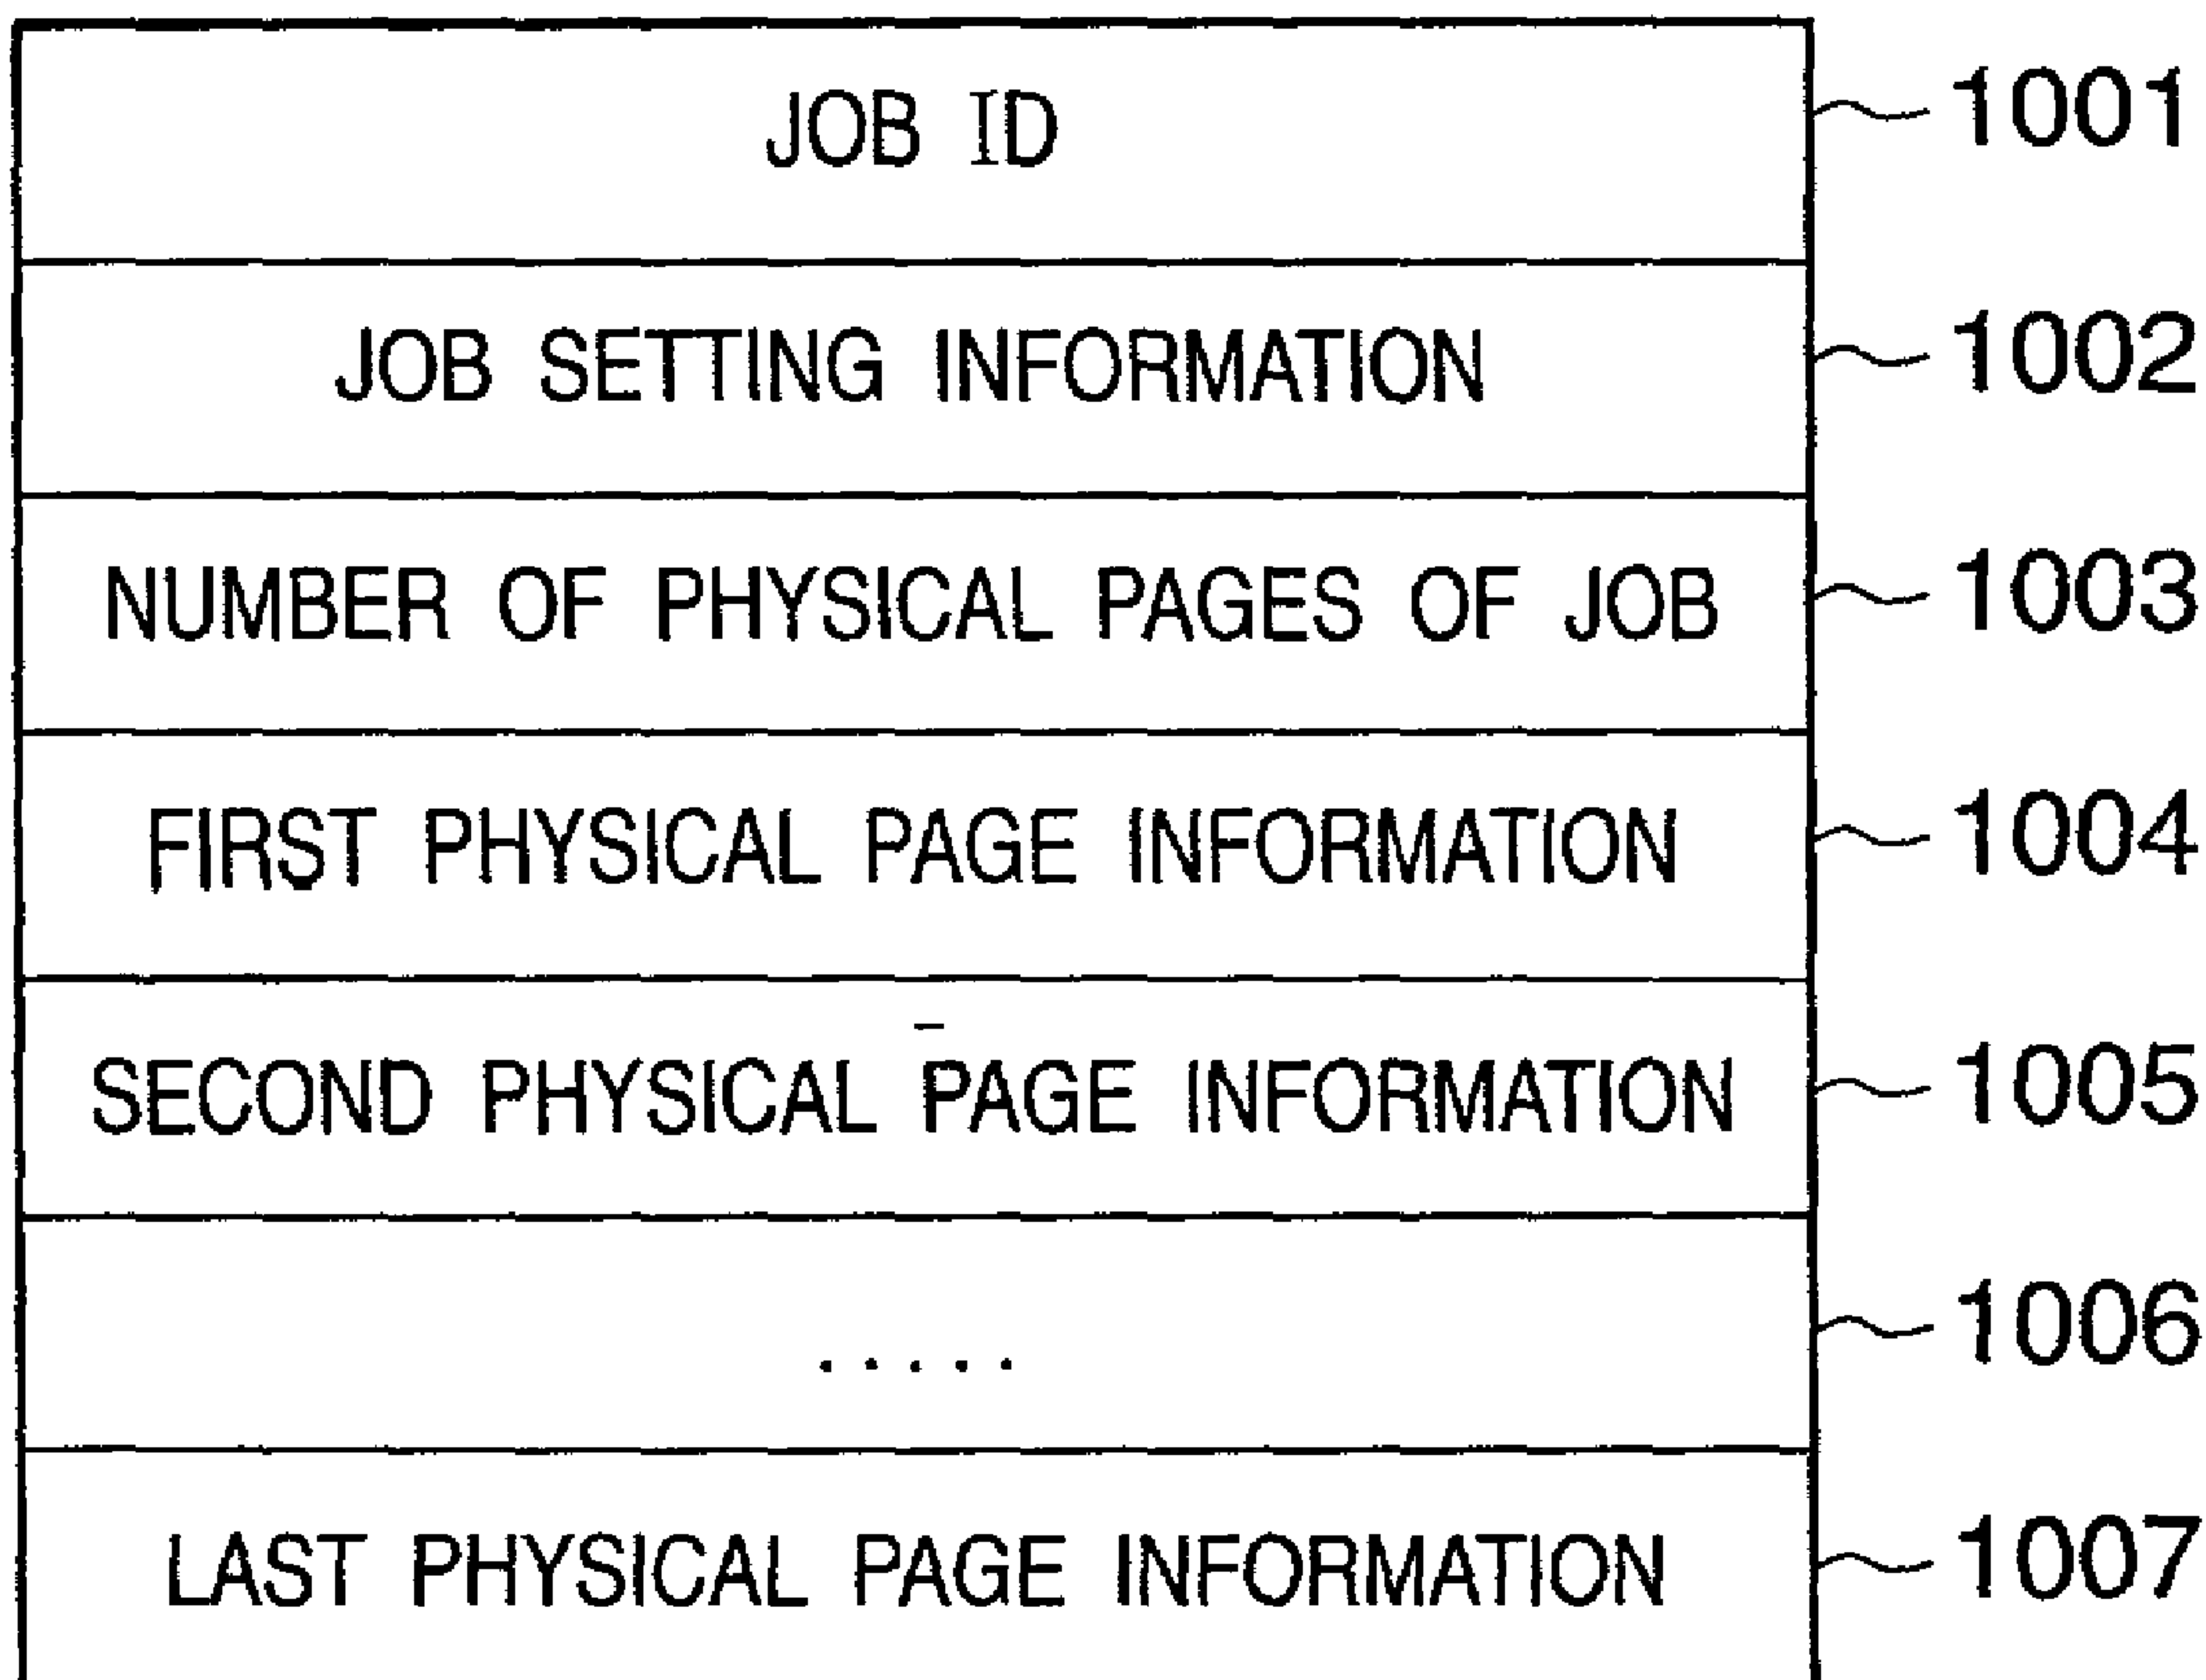 JOB ID 1001
JOB SETTING INFORMATION 1002
NUMBER OF PHYSICAL PAGES OF JOB 1003
FIRST PHYSICAL PAGE INFORMATION 1004
SECOND PHYSICAL PAGE INFORMATION 1005
..... 1006
LAST PHYSICAL PAGE INFORMATION 1007